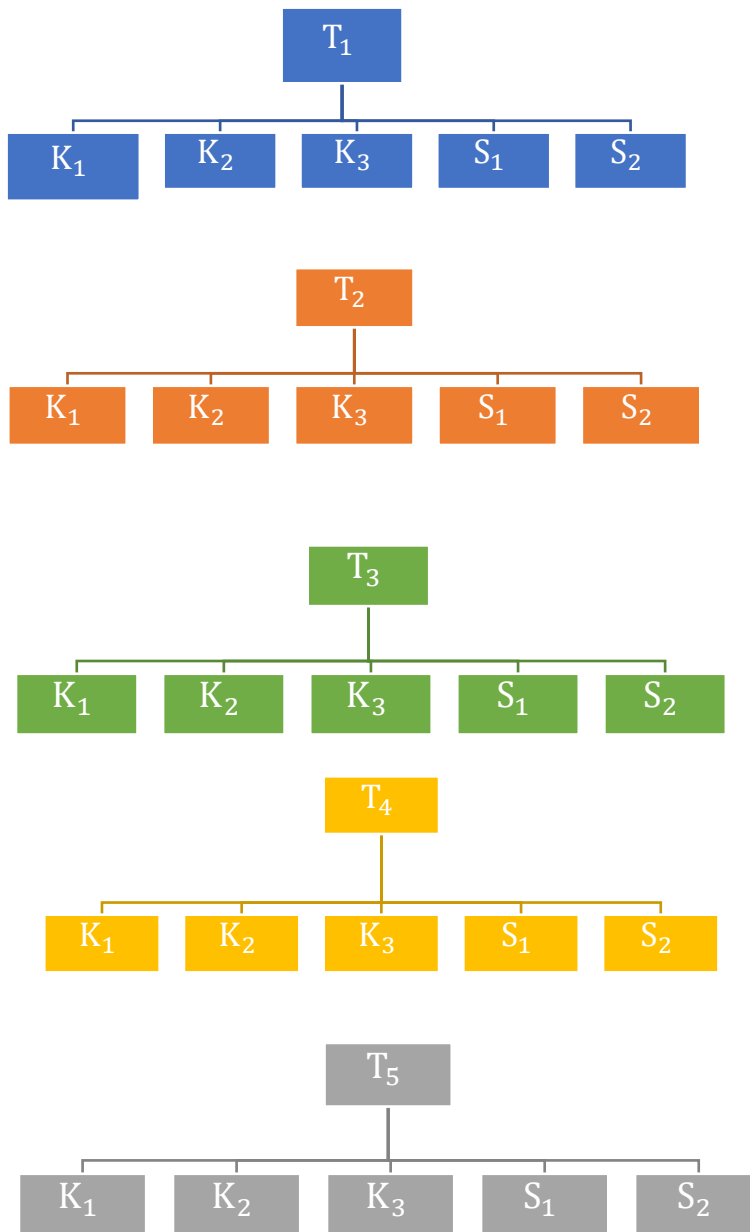 T₁
K₁ K₂ K₃ S₁ S₂
T₂
K₁ K₂ K₃ S₁ S₂
T₃
K₁ K₂ K₃ S₁ S₂
T₄
K₁ K₂ K₃ S₁ S₂
T₅
K₁ K₂ K₃ S₁ S₂